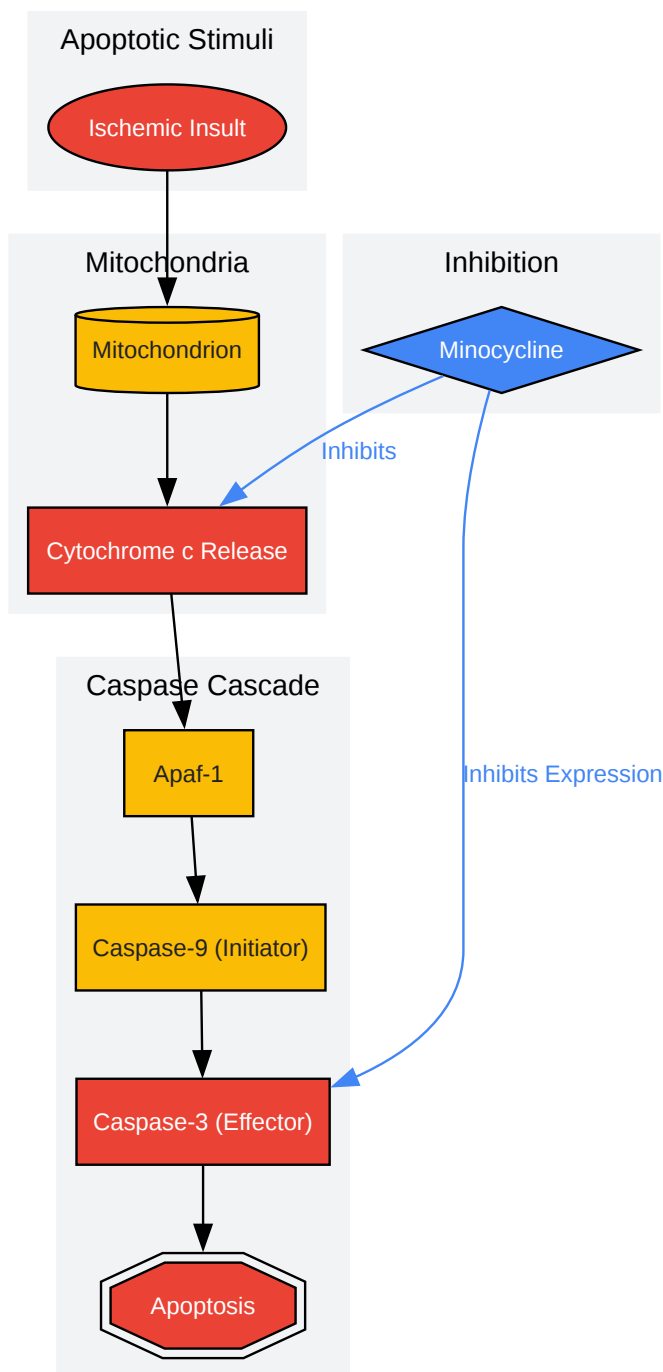 Apoptotic Stimuli
Ischemic Insult
Mitochondria
Inhibition
Mitochondrion
Minocycline
Inhibits
Cytochrome c Release
Caspase Cascade
Apaf-1
Inhibits Expression
Caspase-9 (Initiator)
Caspase-3 (Effector)
Apoptosis